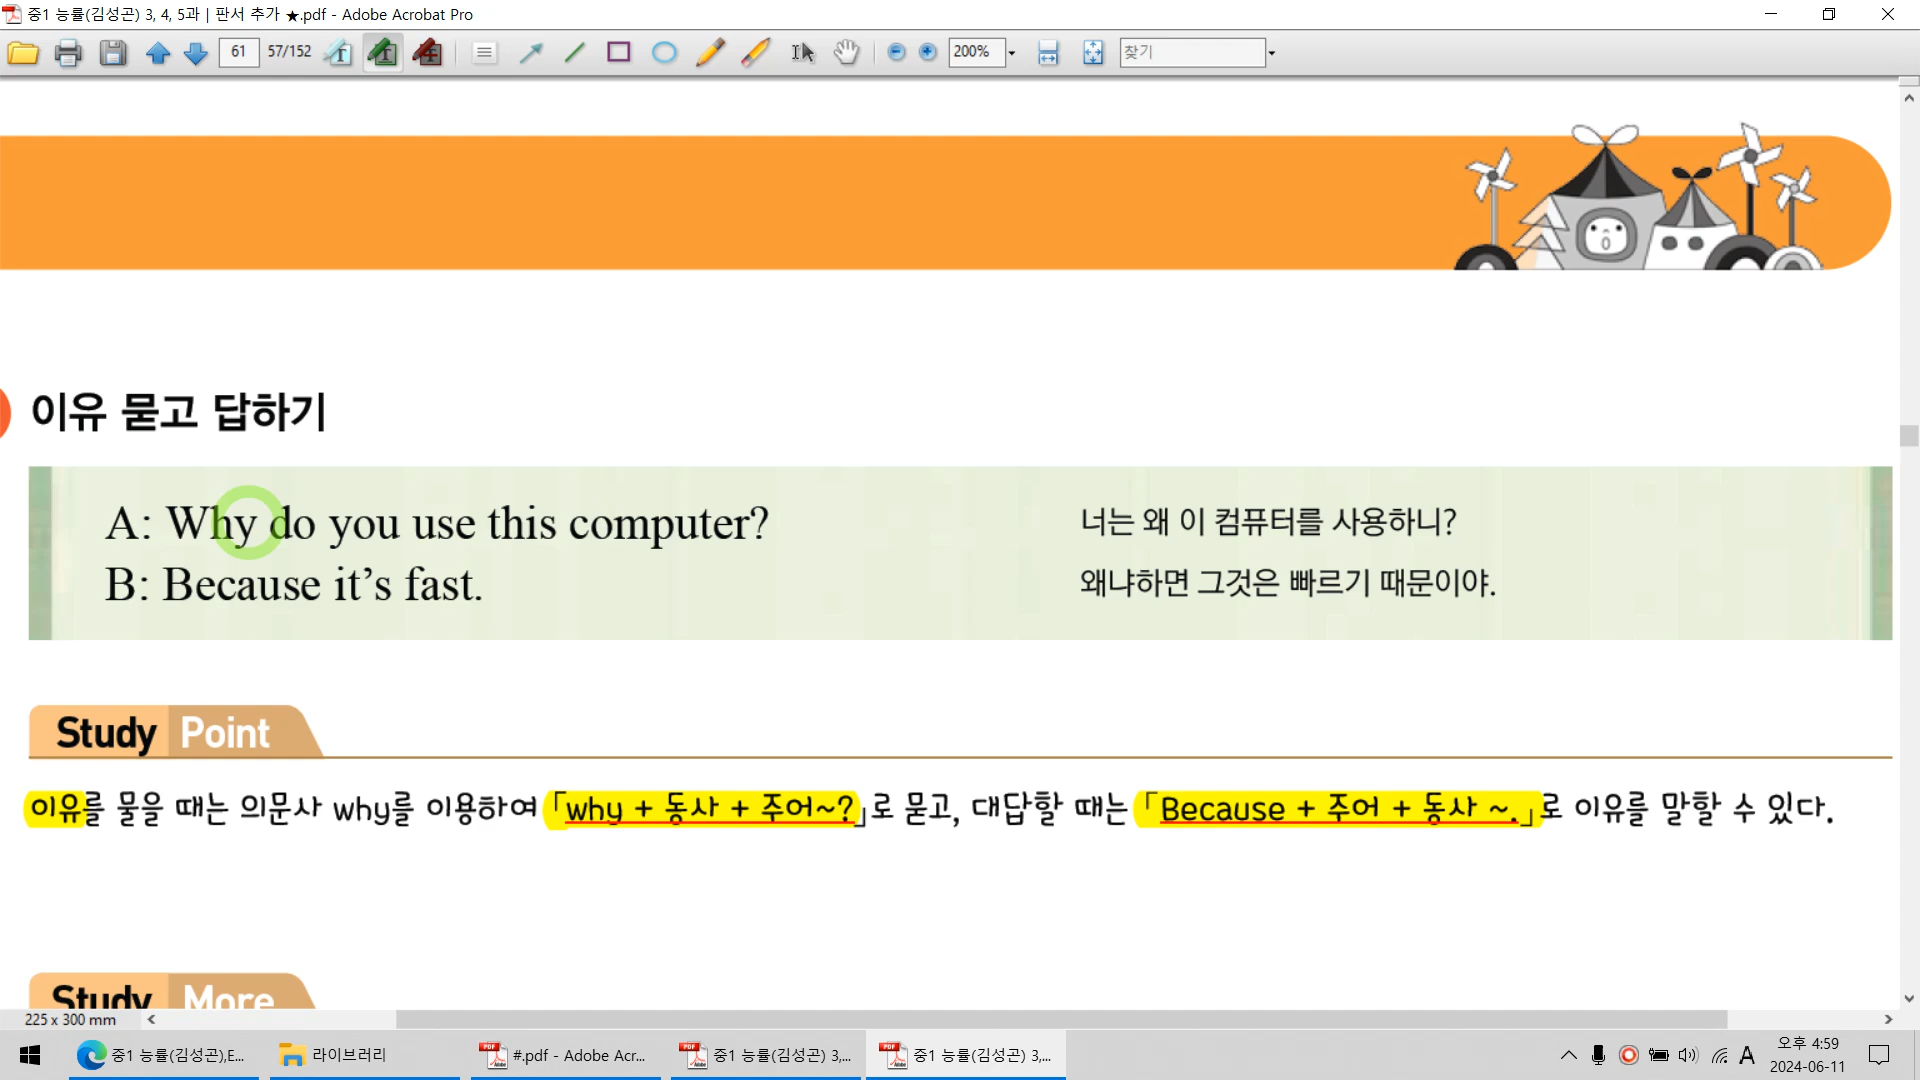 중1 능률(김성곤) 3, 4, 5과 | 판서 추가 ★.pdf - Adobe Acrobat Pro
61 57/152 200% 찾기
이유 묻고 답하기
A: Why do you use this computer? 너는 왜 이 컴퓨터를 사용하니?
B: Because it’s fast. 왜냐하면 그것은 빠르기 때문이야.
Study Point
이유를 물을 때는 의문사 why를 이용하여 「why + 동사 + 주어~?」로 묻고, 대답할 때는 「Because + 주어 + 동사 ~.」로 이유를 말할 수 있다.
Study More
225 x 300 mm
중1 능률(김성곤),E... 라이브러리 #.pdf - Adobe Acr... 중1 능률(김성곤) 3,... 중1 능률(김성곤) 3,... A 오후 4:59
2024-06-11